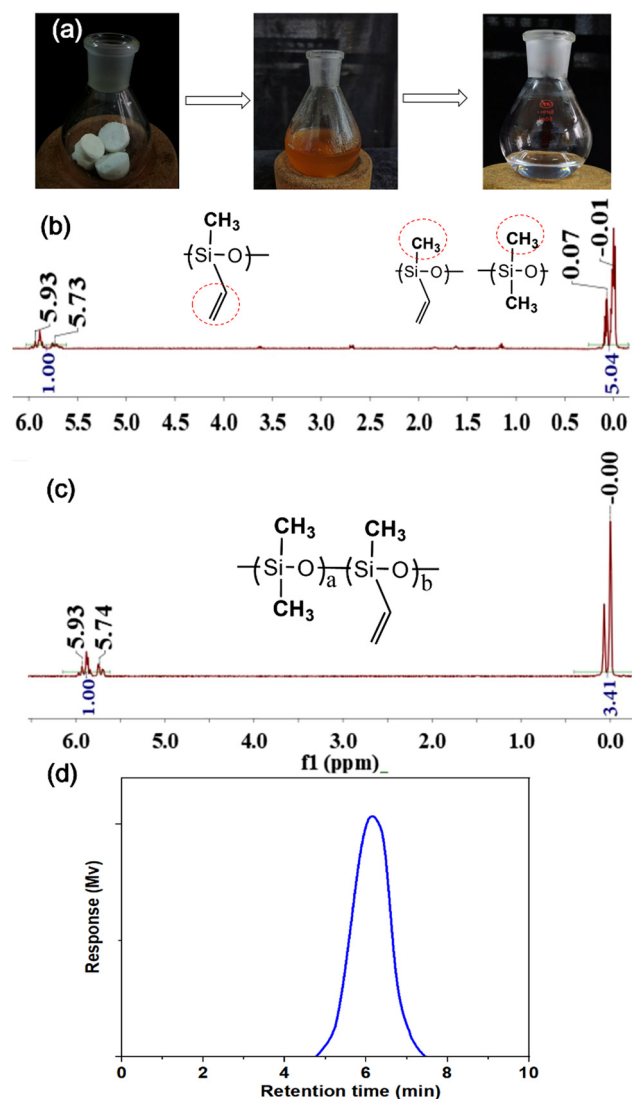 (a)
(b)
CH3
Si
O
CH3
Si
O
CH3
Si
O
CH3
5.93
5.73
0.07
-0.01
1.00
5.04
6.0 5.5 5.0 4.5 4.0 3.5 3.0 2.5 2.0 1.5 1.0 0.5 0.0
(c)
CH3
Si
O
a
CH3
CH3
Si
O
b
5.93
5.74
-0.00
1.00
3.41
6.0 5.0 4.0 3.0 2.0 1.0 0.0
f1 (ppm)_
(d)
Response (Mv)
0 2 4 6 8 10
Retention time (min)